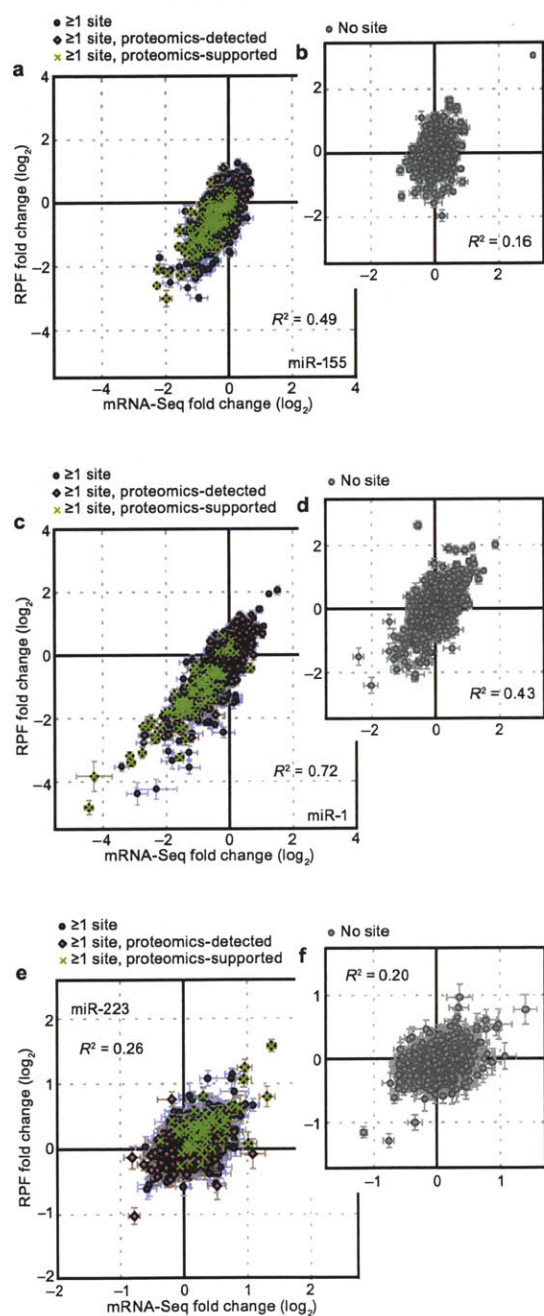 ● ≥1 site
◆ ≥1 site, proteomics-detected
× ≥1 site, proteomics-supported
a
4
2
0
−2
−4
RPF fold change (log₂)
R² = 0.49
miR-155
−4 −2 0 2 4
mRNA-Seq fold change (log₂)
No site
b
2
0
−2
R² = 0.16
−2 0 2
● ≥1 site
◆ ≥1 site, proteomics-detected
× ≥1 site, proteomics-supported
c
4
2
0
−2
−4
RPF fold change (log₂)
R² = 0.72
miR-1
−4 −2 0 2 4
mRNA-Seq fold change (log₂)
No site
d
2
0
−2
R² = 0.43
−2 0 2
● ≥1 site
◆ ≥1 site, proteomics-detected
× ≥1 site, proteomics-supported
e
miR-223
R² = 0.26
2
1
0
−1
−2
RPF fold change (log₂)
−2 −1 0 1 2
mRNA-Seq fold change (log₂)
No site
f
R² = 0.20
1
0
−1
−1 0 1